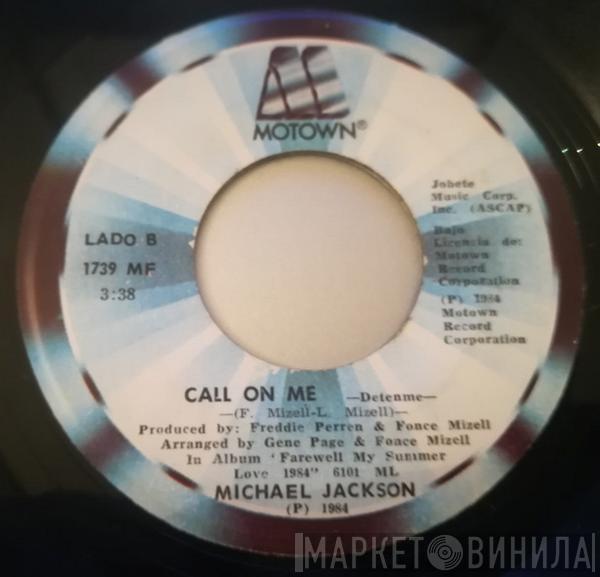 MOTOWN®
LADO B
1739 MF
3:38
Jobete
Music Corp.
Inc. (ASCAP)
Bajo
Licencia de:
Motown
Record
Corporation
(P) 1984
Motown
Record
Corporation
CALL ON ME —Detenme—
—(F. Mizell-L. Mizell)—
Produced by: Freddie Perren & Fonce Mizell
Arranged by Gene Page & Fonce Mizell
In Album 'Farewell My Summer
Love 1984" 6101 ML
MICHAEL JACKSON
(P) 1984
МАРКЕТ ВИНИЛА